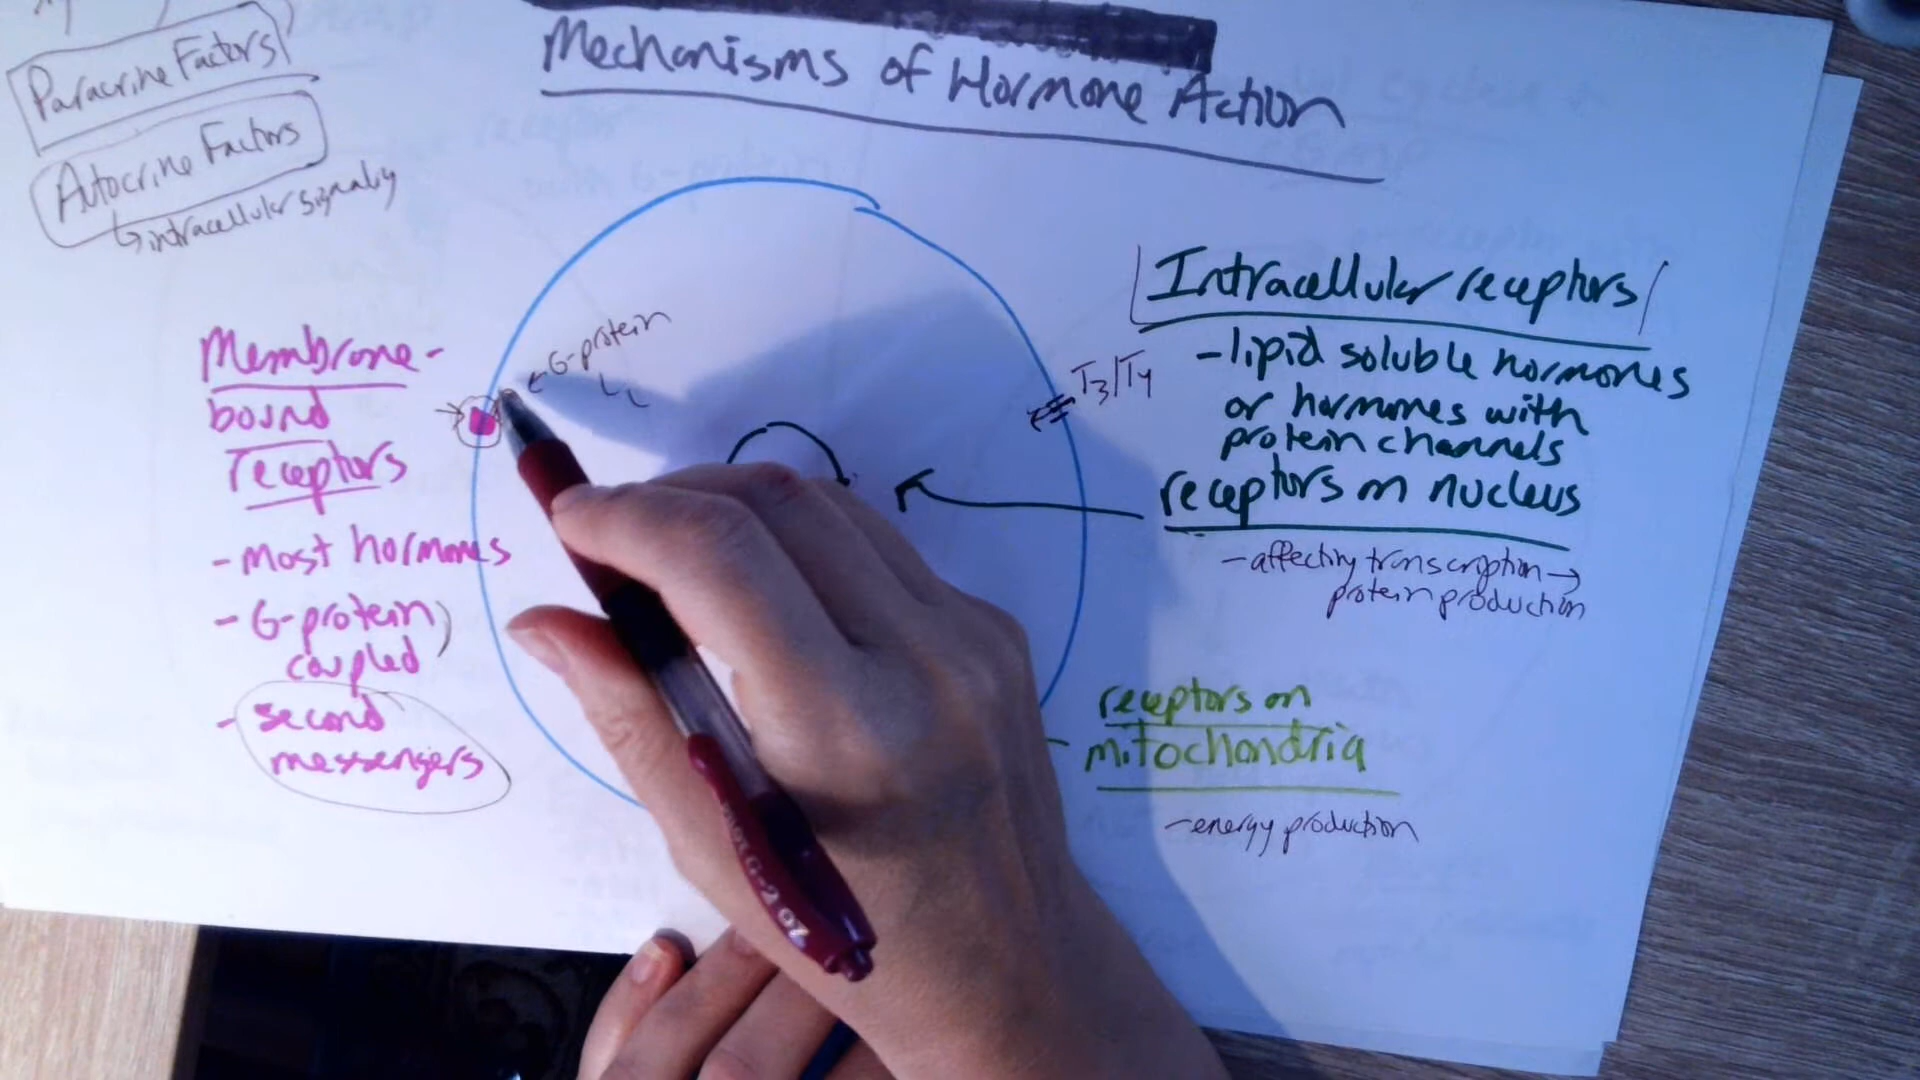 Mechanisms of Hormone Action
Paracrine Factors
Autocrine Factors
↳intracellular signaling
Membrane-
bound
receptors
- most hormones
- G-protein
coupled
- second
messengers
G-protein
T3/T4
Intracellular receptors
- lipid soluble hormones
or hormones with
protein channels
receptors on nucleus
- affecting transcription →
protein production
receptors on
mitochondria
- energy production
G-2 07